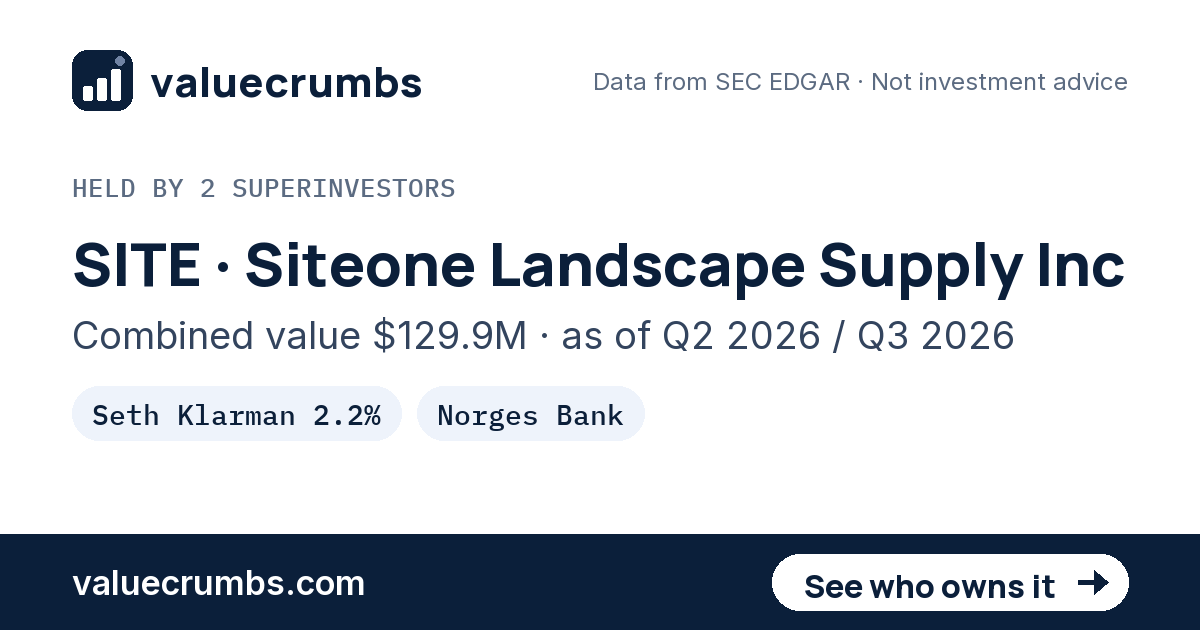 valuecrumbs
Data from SEC EDGAR · Not investment advice
HELD BY 2 SUPERINVESTORS
SITE · Siteone Landscape Supply Inc
Combined value $129.9M · as of Q2 2026 / Q3 2026
Seth Klarman 2.2%
Norges Bank
valuecrumbs.com
See who owns it →